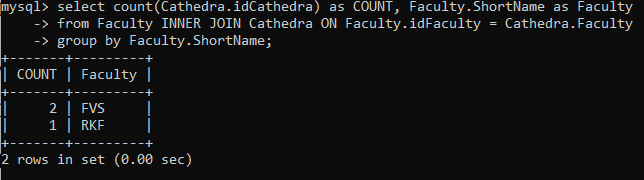 mysql> select count(Cathedra.idCathedra) as COUNT, Faculty.ShortName as Faculty
    -> from Faculty INNER JOIN Cathedra ON Faculty.idFaculty = Cathedra.Faculty
    -> group by Faculty.ShortName;
+-------+---------+
| COUNT | Faculty |
+-------+---------+
|     2 | FVS     |
|     1 | RKF     |
+-------+---------+
2 rows in set (0.00 sec)